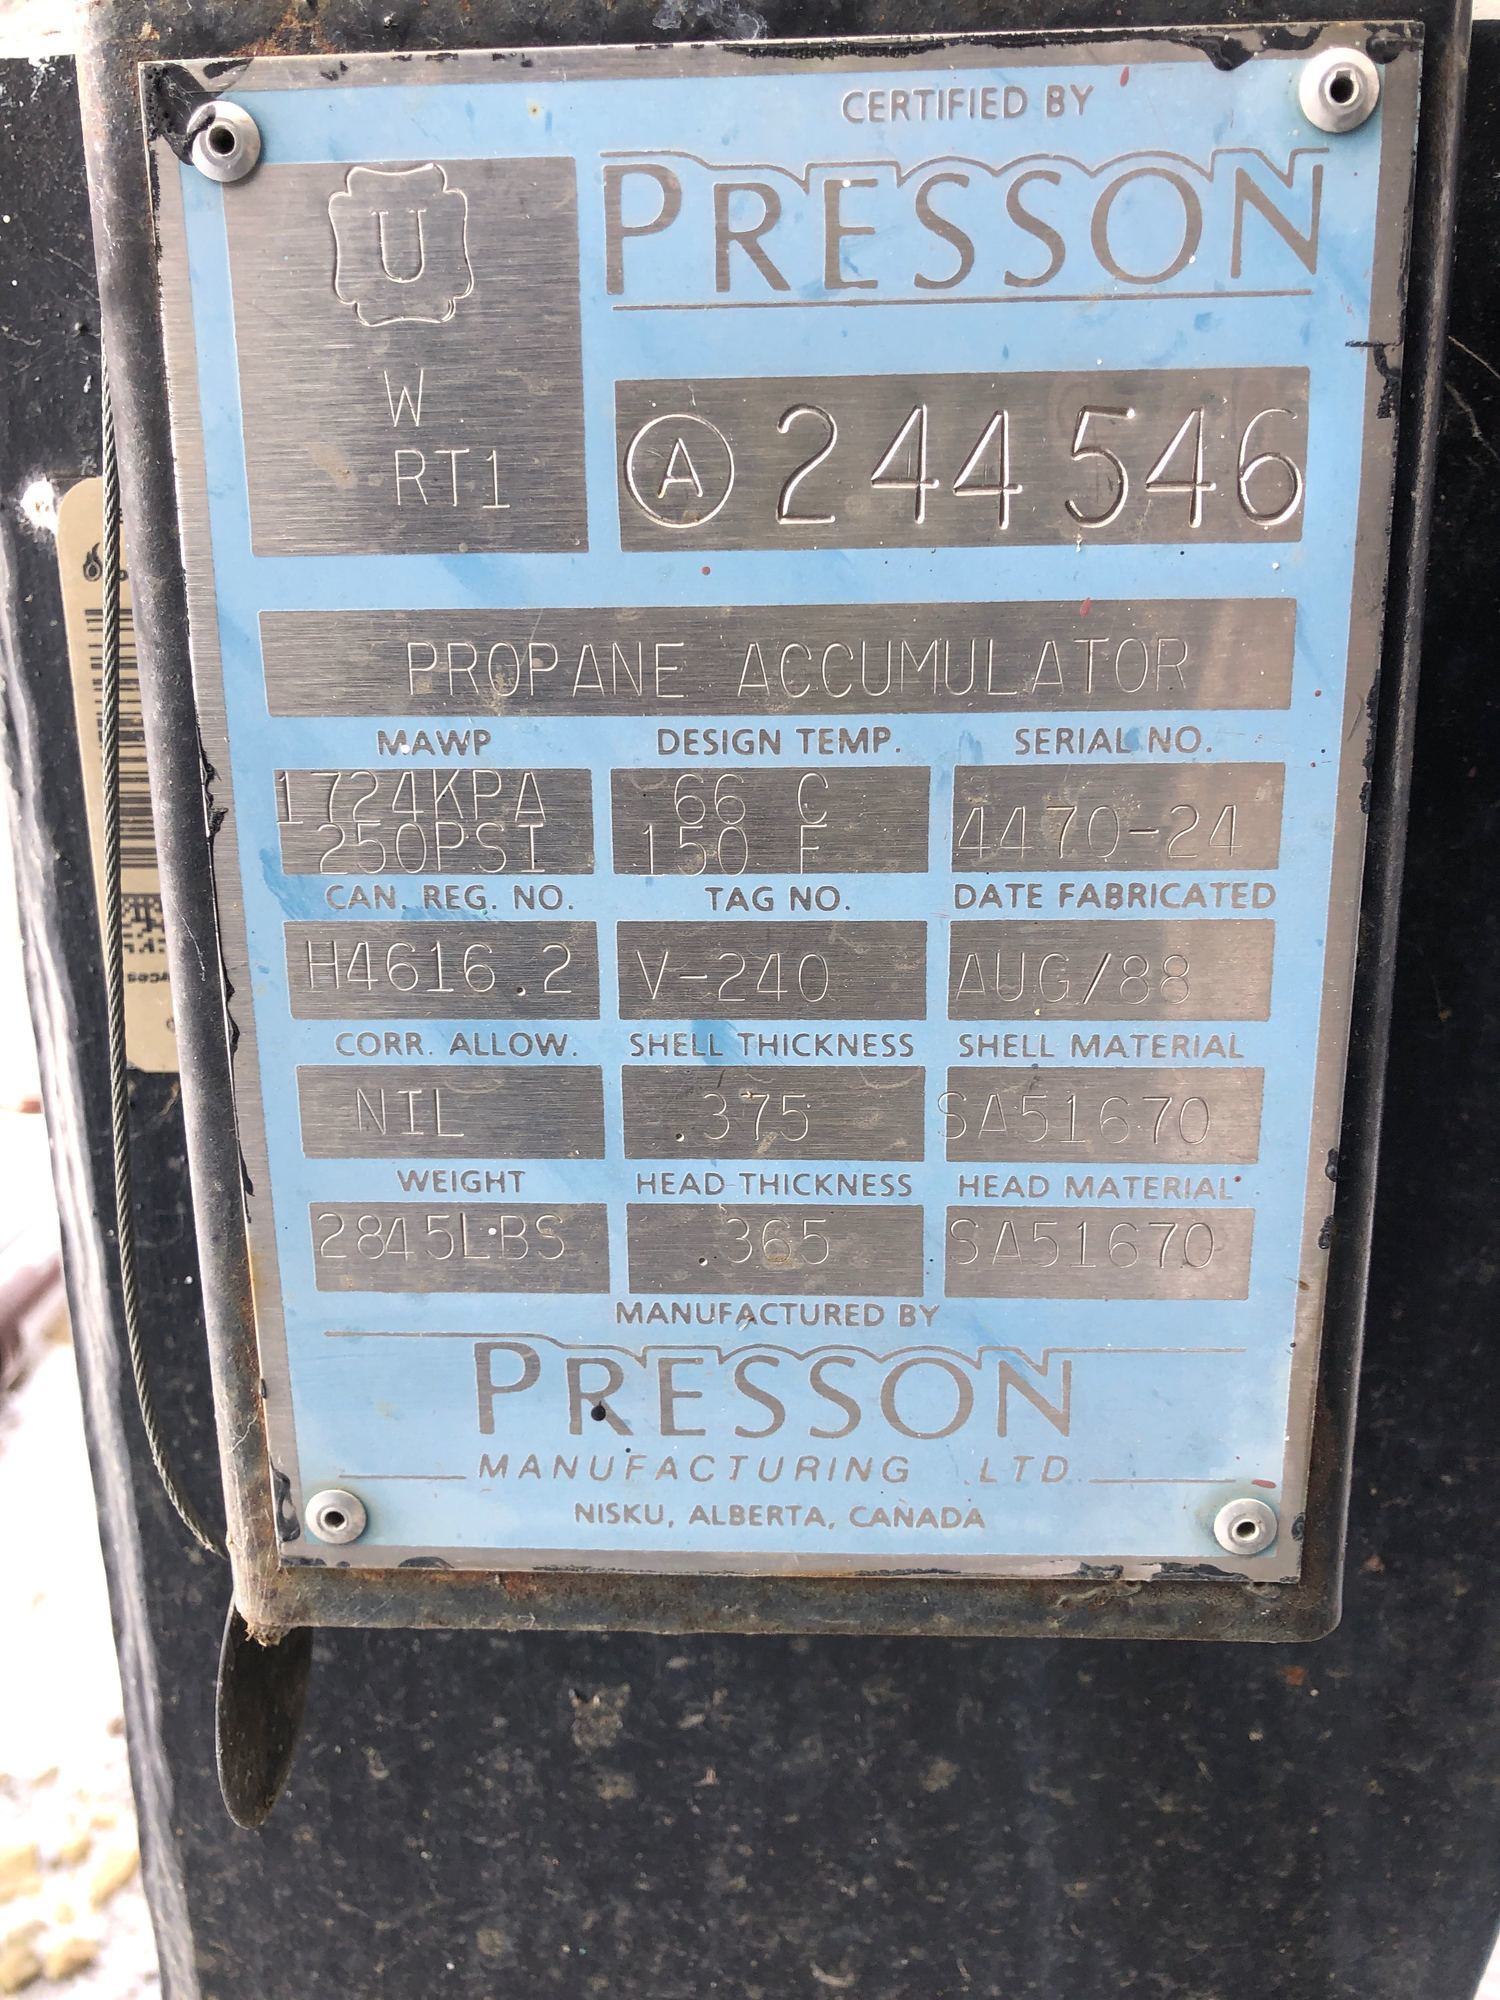 CERTIFIED BY
PRESSON
U
W
RT1
A 244546
PROPANE ACCUMULATOR
MAWP DESIGN TEMP. SERIAL NO.
1724KPA 66 C
250PSI 150 F 4470-24
CAN. REG. NO. TAG NO. DATE FABRICATED
H4616.2 V-240 AUG/88
CORR. ALLOW. SHELL THICKNESS SHELL MATERIAL
NIL .375 SA51670
WEIGHT HEAD THICKNESS HEAD MATERIAL
2845LBS .365 SA51670
MANUFACTURED BY
PRESSON
MANUFACTURING LTD.
NISKU, ALBERTA, CANADA